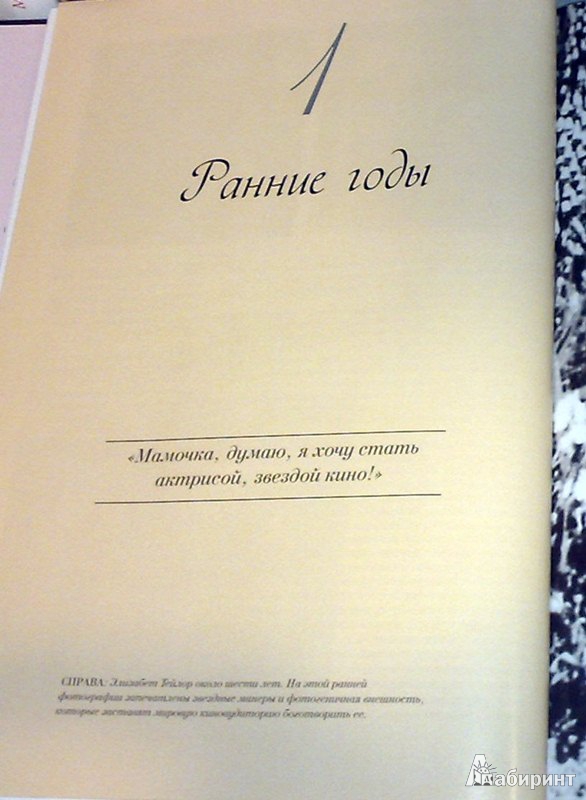 1
Ранние годы
«Мамочка, думаю, я хочу стать
актрисой, звездой кино!»
СПРАВА: Элизабет Тейлор около шести лет. На этой ранней
фотографии запечатлены звездные манеры и фотогеничная внешность,
которые заставят мировую киноаудиторию боготворить ее.
Лабиринт